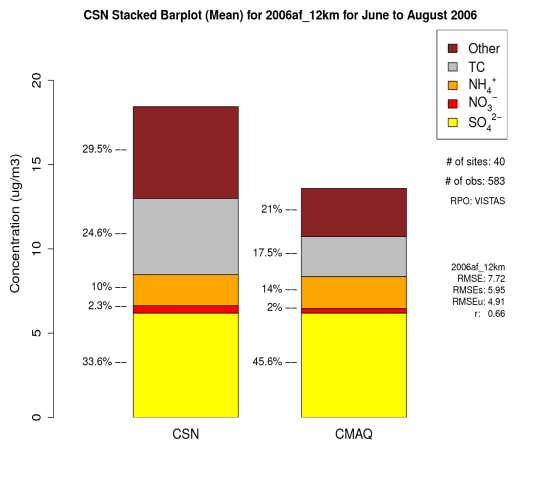 CSN Stacked Barplot (Mean) for 2006af_12km for June to August 2006
Other
TC
NH4+
NO3−
SO42−
# of sites: 40
# of obs: 583
RPO: VISTAS
2006af_12km
RMSE: 7.72
RMSEs: 5.95
RMSEu: 4.91
r: 0.66
Concentration (ug/m3)
20
15
10
5
0
29.5%
24.6%
10%
2.3%
33.6%
21%
17.5%
14%
2%
45.6%
CSN
CMAQ